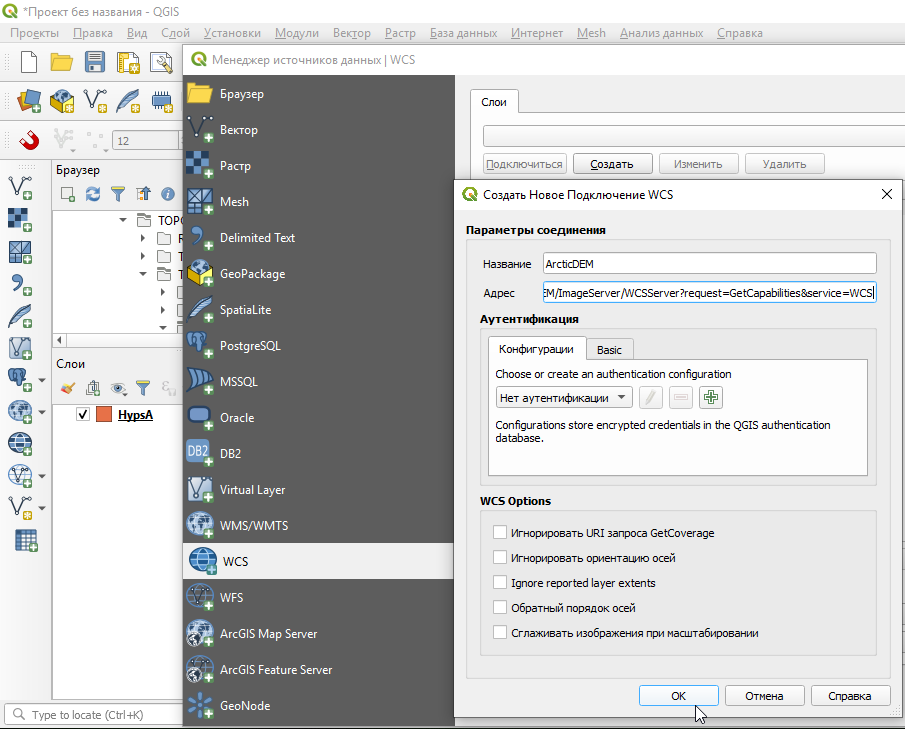 *Проект без названия - QGIS
Проекты Правка Вид Слой Установки Модули Вектор Растр База данных Интернет Mesh Анализ данных Справка
Менеджер источников данных | WCS
12
Браузер
TOPO
R
T
T
Слои
HypsA
Type to locate (Ctrl+K)
Браузер
Вектор
Растр
Mesh
Delimited Text
GeoPackage
SpatiaLite
PostgreSQL
MSSQL
Oracle
DB2
DB2
Virtual Layer
WMS/WMTS
WCS
WFS
ArcGIS Map Server
ArcGIS Feature Server
GeoNode
Слои
Подключиться Создать Изменить Удалить
Создать Новое Подключение WCS
Параметры соединения
Название ArcticDEM
Адрес EM/ImageServer/WCSServer?request=GetCapabilities&service=WCS
Аутентификация
Конфигурации Basic
Choose or create an authentication configuration
Нет аутентификации
Configurations store encrypted credentials in the QGIS authentication
database.
WCS Options
Игнорировать URI запроса GetCoverage
Игнорировать ориентацию осей
Ignore reported layer extents
Обратный порядок осей
Сглаживать изображения при масштабировании
OK Отмена Справка